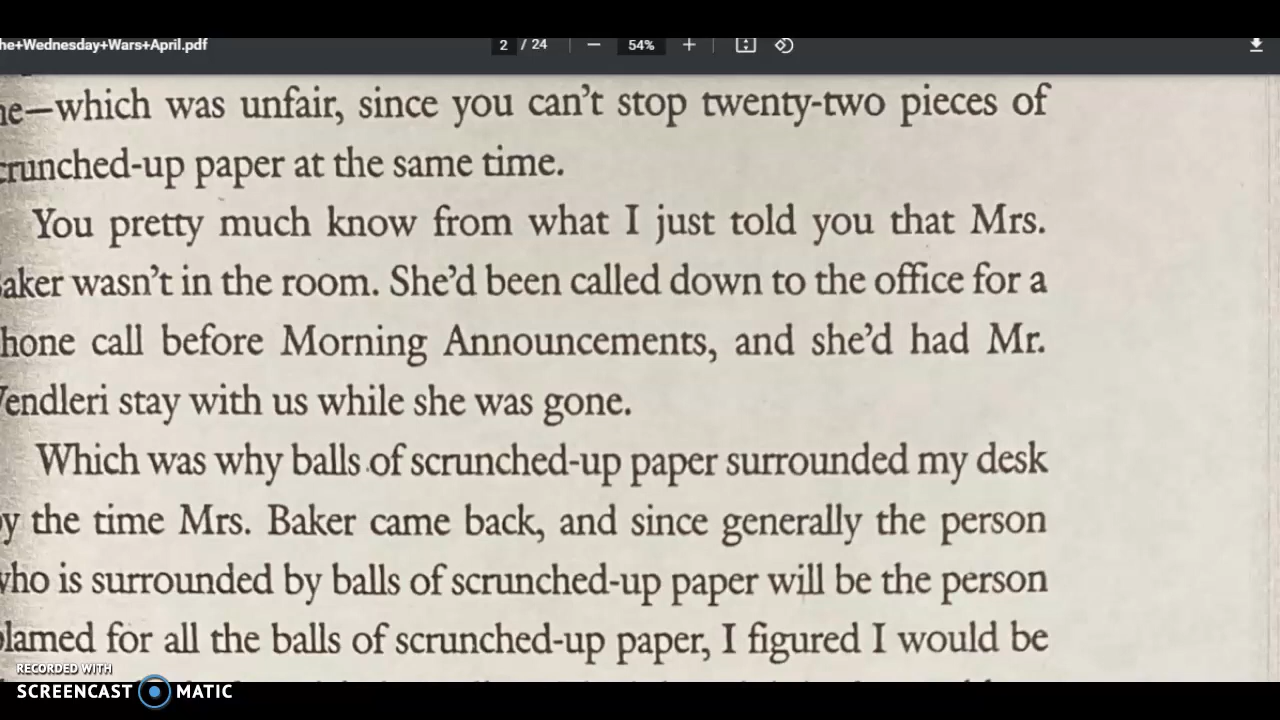 he+Wednesday+Wars+April.pdf
2 / 24
54%
ne—which was unfair, since you can't stop twenty-two pieces of
crunched-up paper at the same time.
You pretty much know from what I just told you that Mrs.
aker wasn't in the room. She'd been called down to the office for a
hone call before Morning Announcements, and she'd had Mr.
endleri stay with us while she was gone.
Which was why balls of scrunched-up paper surrounded my desk
y the time Mrs. Baker came back, and since generally the person
who is surrounded by balls of scrunched-up paper will be the person
lamed for all the balls of scrunched-up paper, I figured I would be
RECORDED WITH
SCREENCAST MATIC